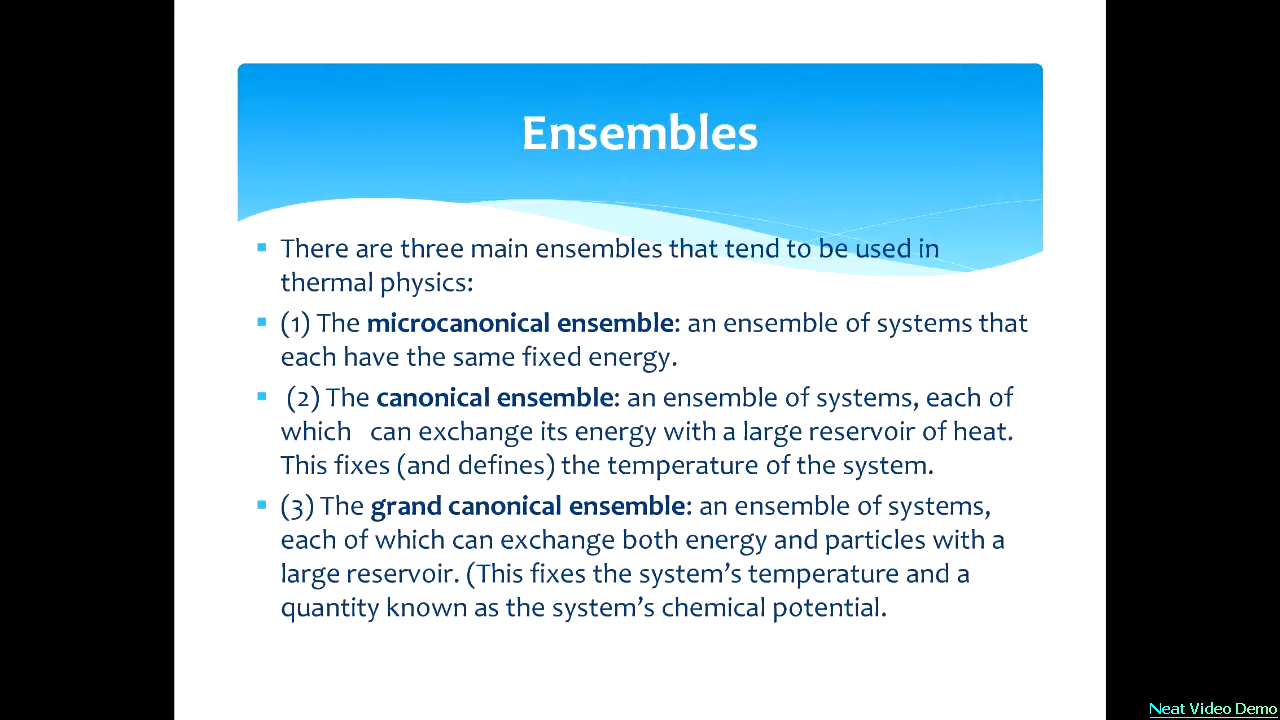 Ensembles
There are three main ensembles that tend to be used in
thermal physics:
(1) The microcanonical ensemble: an ensemble of systems that
each have the same fixed energy.
(2) The canonical ensemble: an ensemble of systems, each of
which can exchange its energy with a large reservoir of heat.
This fixes (and defines) the temperature of the system.
(3) The grand canonical ensemble: an ensemble of systems,
each of which can exchange both energy and particles with a
large reservoir. (This fixes the system’s temperature and a
quantity known as the system’s chemical potential.
Neat Video Demo